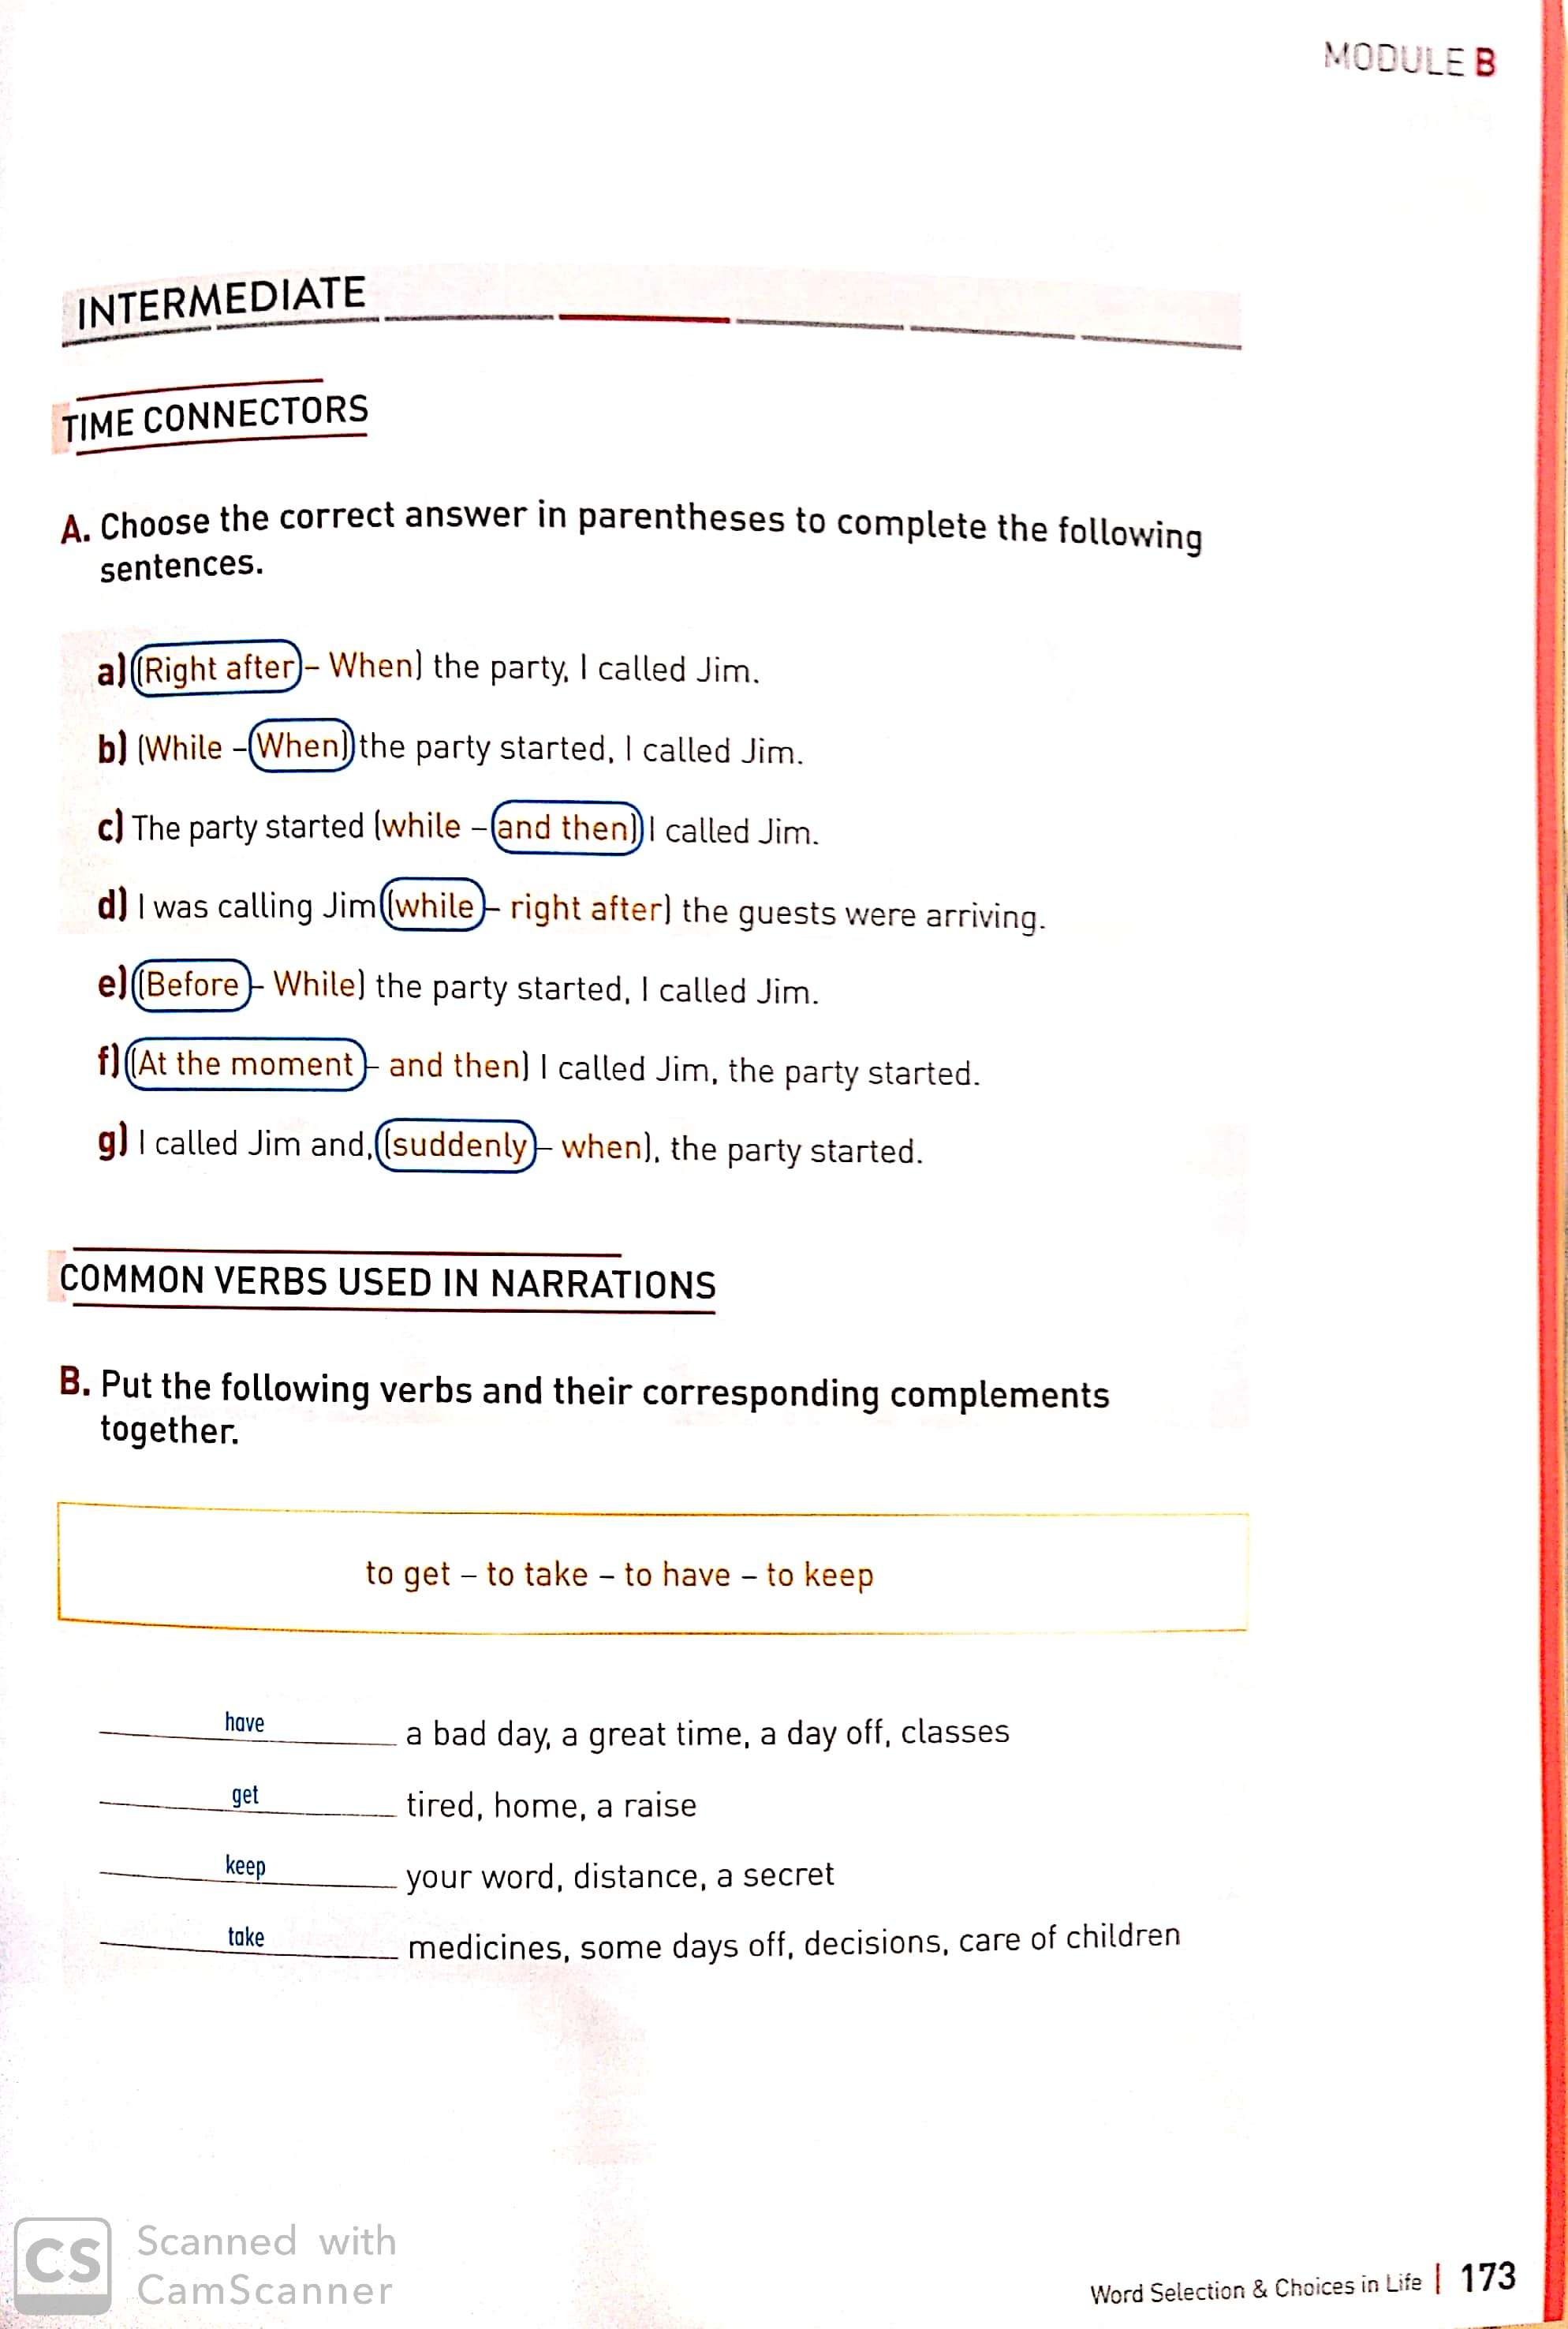 MODULE B
INTERMEDIATE
TIME CONNECTORS
A. Choose the correct answer in parentheses to complete the following
sentences.
a) (Right after – When) the party, I called Jim.
b) (While – When) the party started, I called Jim.
c) The party started (while – and then) I called Jim.
d) I was calling Jim (while – right after) the guests were arriving.
e) (Before – While) the party started, I called Jim.
f) (At the moment – and then) I called Jim, the party started.
g) I called Jim and, (suddenly – when), the party started.
COMMON VERBS USED IN NARRATIONS
B. Put the following verbs and their corresponding complements
together.
to get – to take – to have – to keep
have a bad day, a great time, a day off, classes
get tired, home, a raise
keep your word, distance, a secret
take medicines, some days off, decisions, care of children
CS Scanned with
CamScanner
Word Selection & Choices in Life | 173